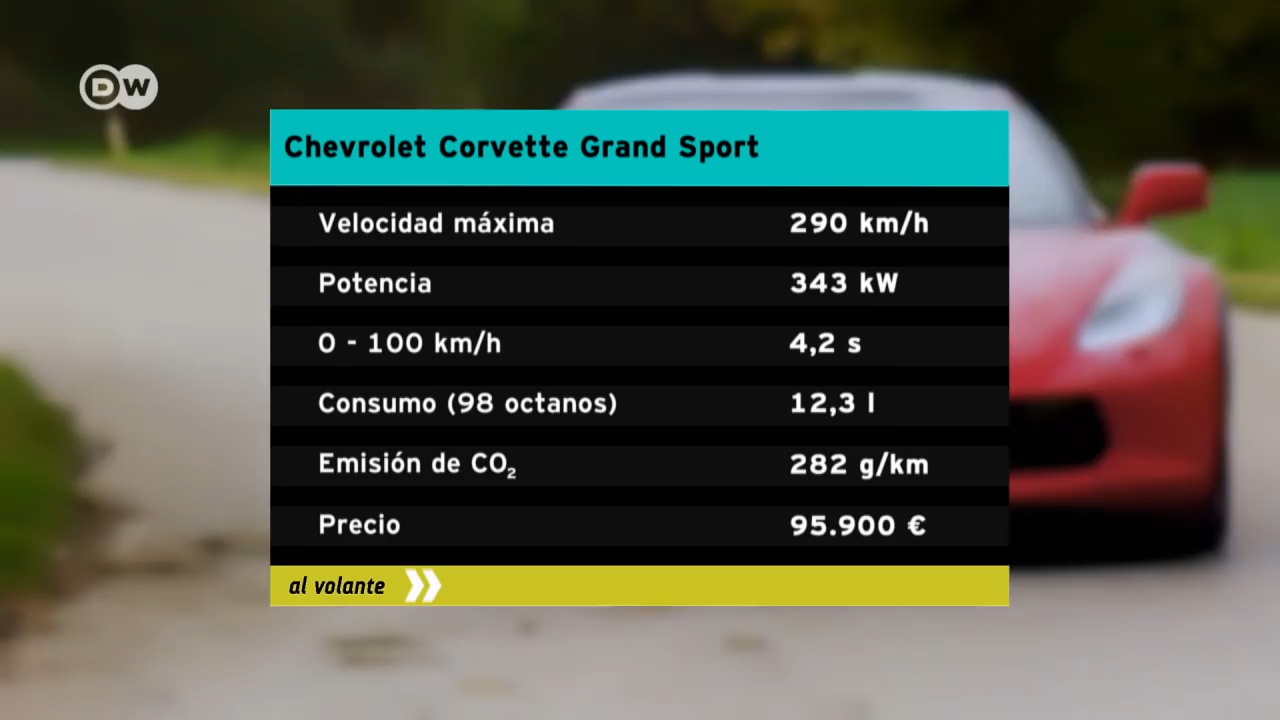 DW
Chevrolet Corvette Grand Sport
Velocidad máxima 290 km/h
Potencia 343 kW
0 - 100 km/h 4,2 s
Consumo (98 octanos) 12,3 l
Emisión de CO₂ 282 g/km
Precio 95.900 €
al volante